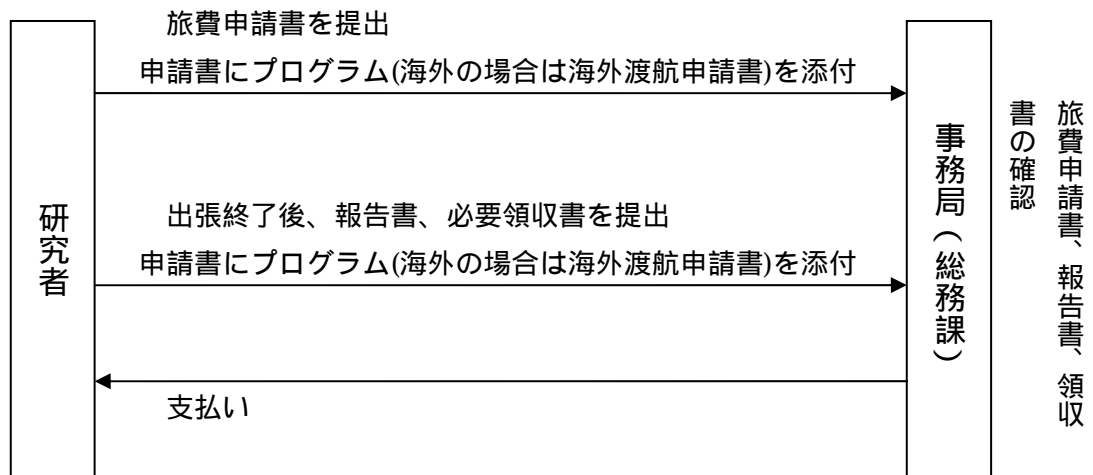 旅費申請書を提出
申請書にプログラム(海外の場合は海外渡航申請書)を添付
研究者
出張終了後、報告書、必要領収書を提出
申請書にプログラム(海外の場合は海外渡航申請書)を添付
支払い
事務局(総務課)
旅費申請書、報告書、領収
書の確認